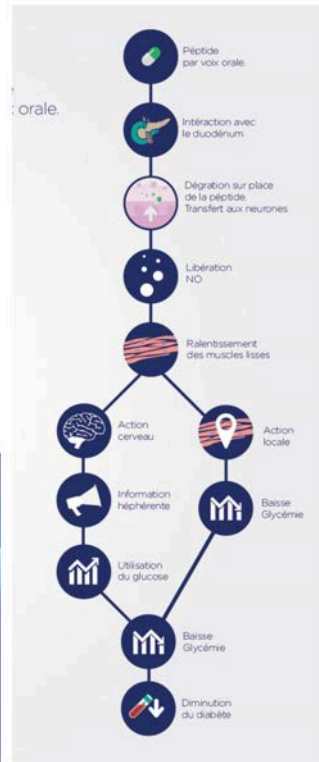 Péptide
par voix orale.
orale.
Intéraction avec
le duodénum
Dégration sur place
de la péptide.
Transfert aux neurones
Libération
NO
Ralentissement
des muscles lisses
Action
cerveau
Action
locale
Information
héphérente
Baisse
Glycémie
Utilisation
du glucose
Baisse
Glycémie
Diminution
du diabète